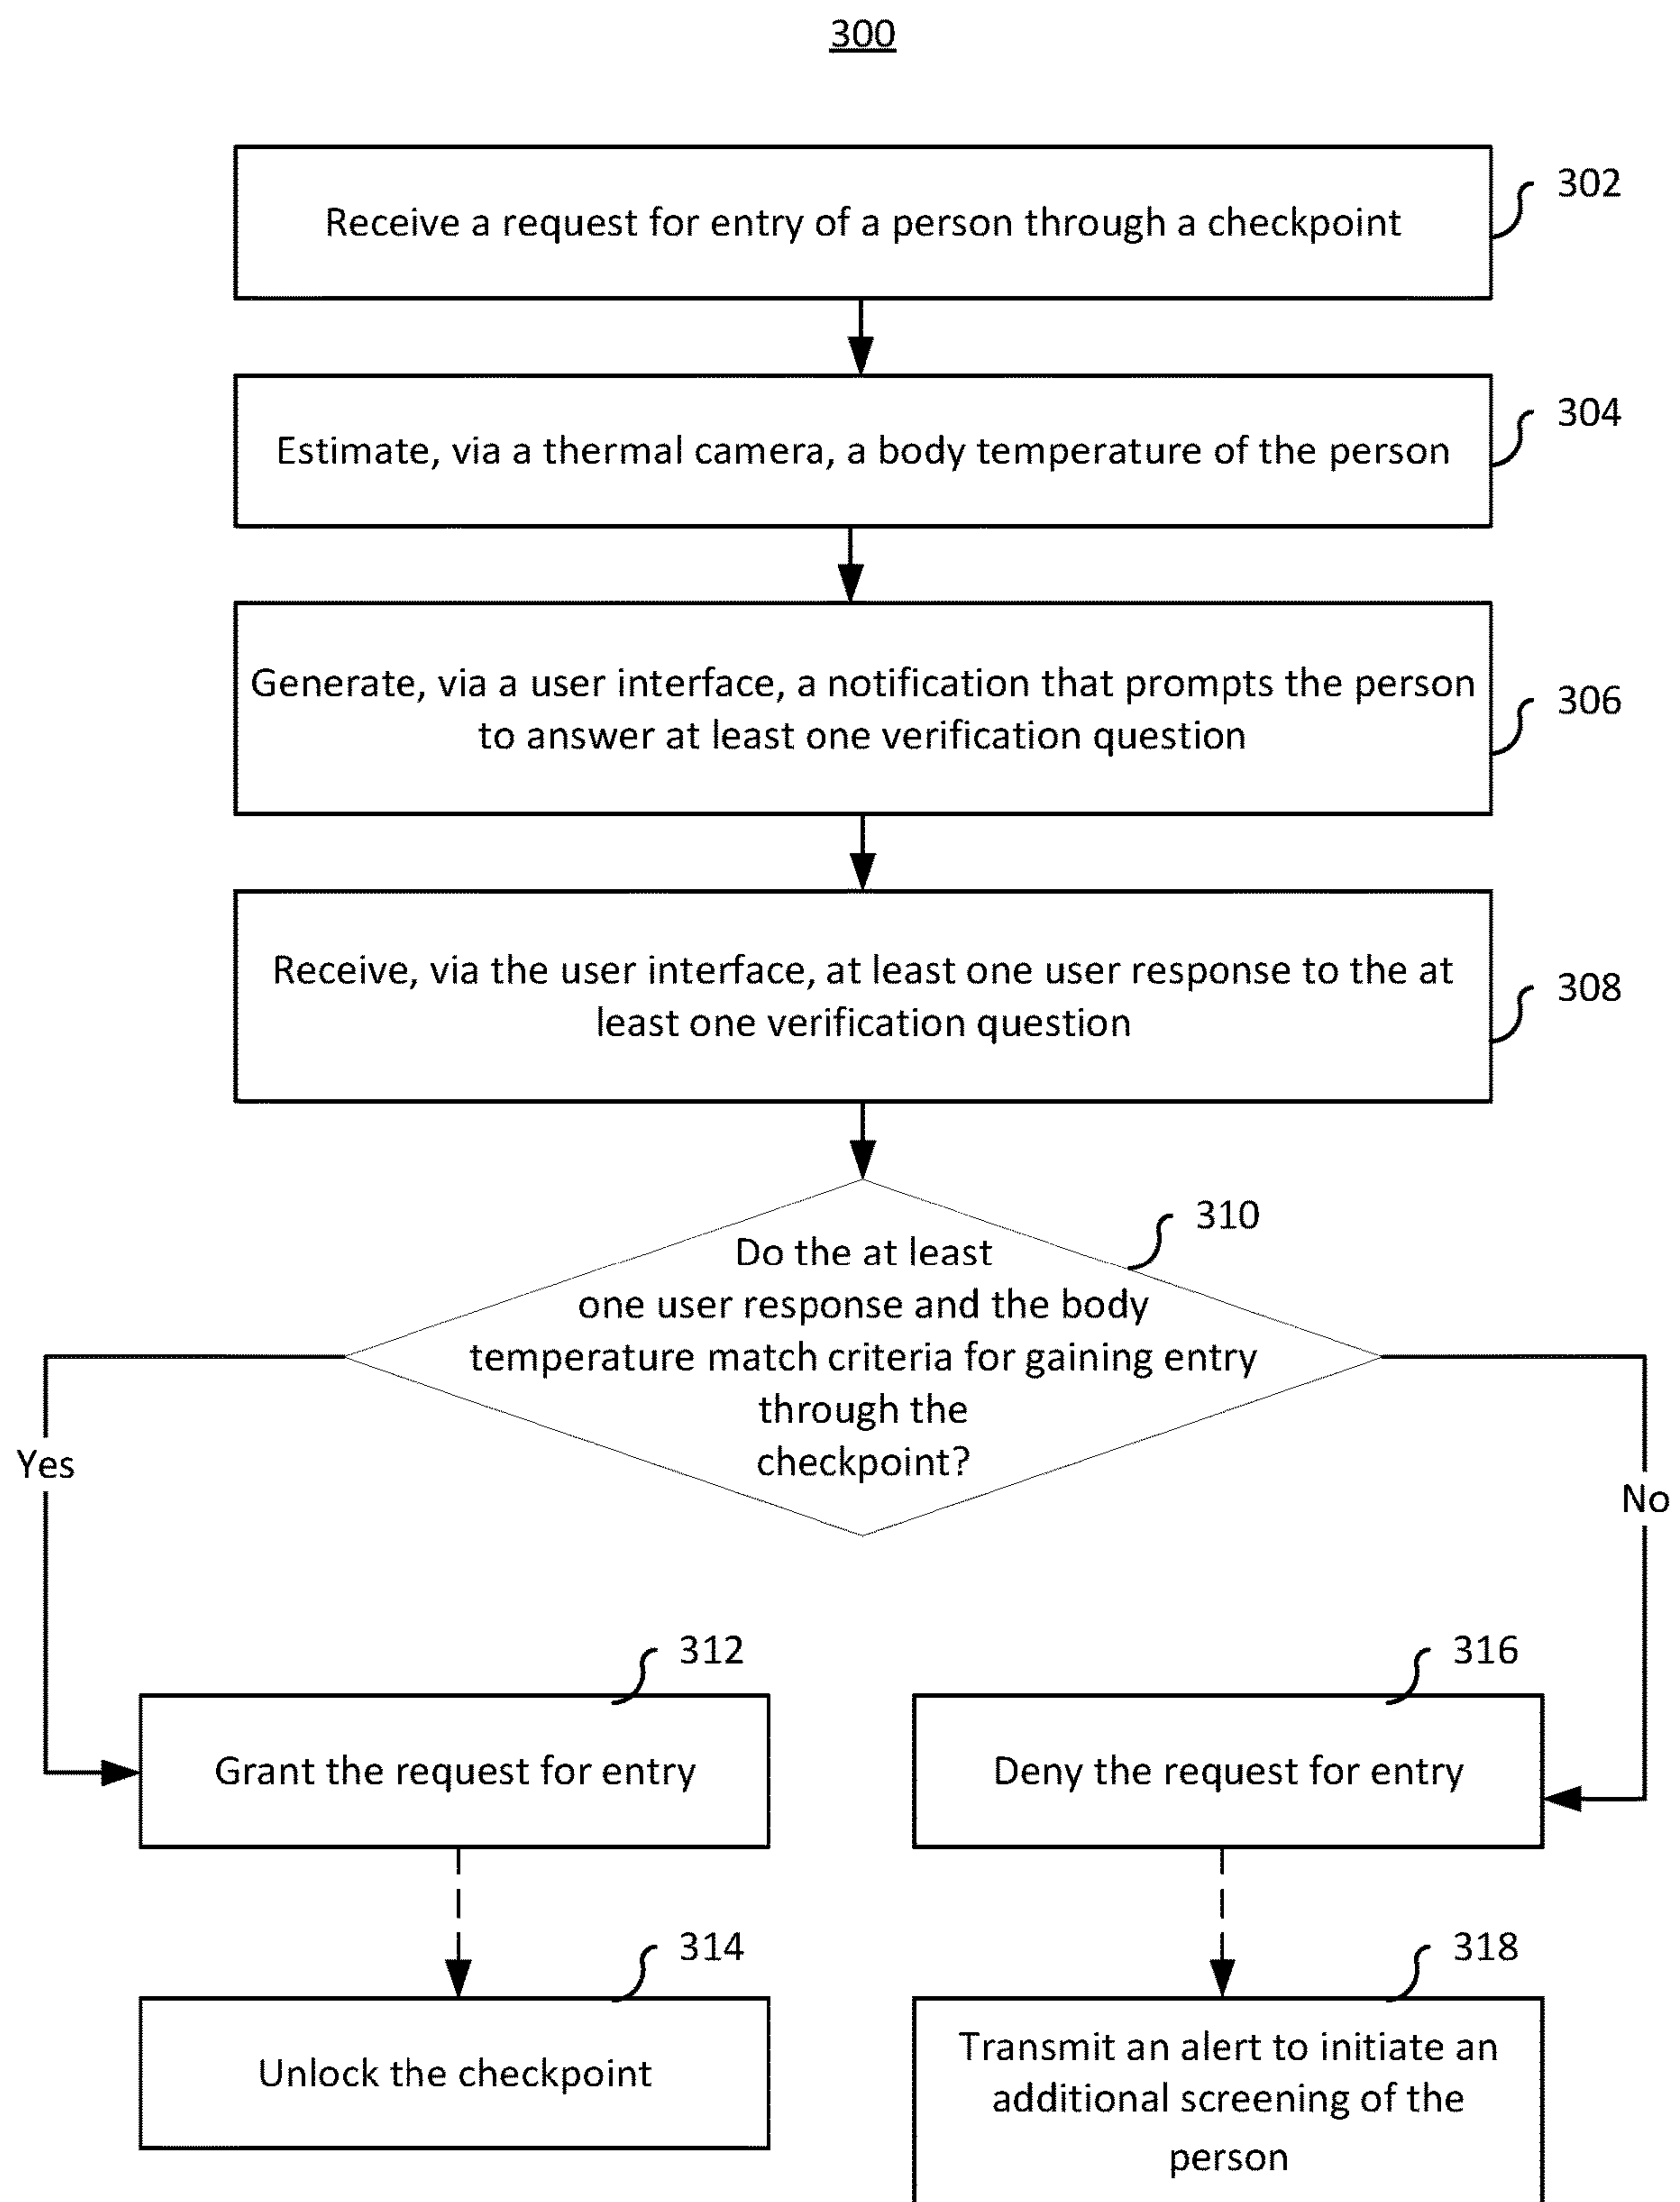 300
302
Receive a request for entry of a person through a checkpoint
304
Estimate, via a thermal camera, a body temperature of the person
Generate, via a user interface, a notification that prompts the person
306
to answer at least one verification question
Receive, via the user interface, at least one user response to the at
308
least one verification question
310
Do the at least
one user response and the body
temperature match criteria for gaining entry
through the
checkpoint?
Yes
No
312
316
Grant the request for entry
Deny the request for entry
314
318
Unlock the checkpoint
Transmit an alert to initiate an
additional screening of the
person